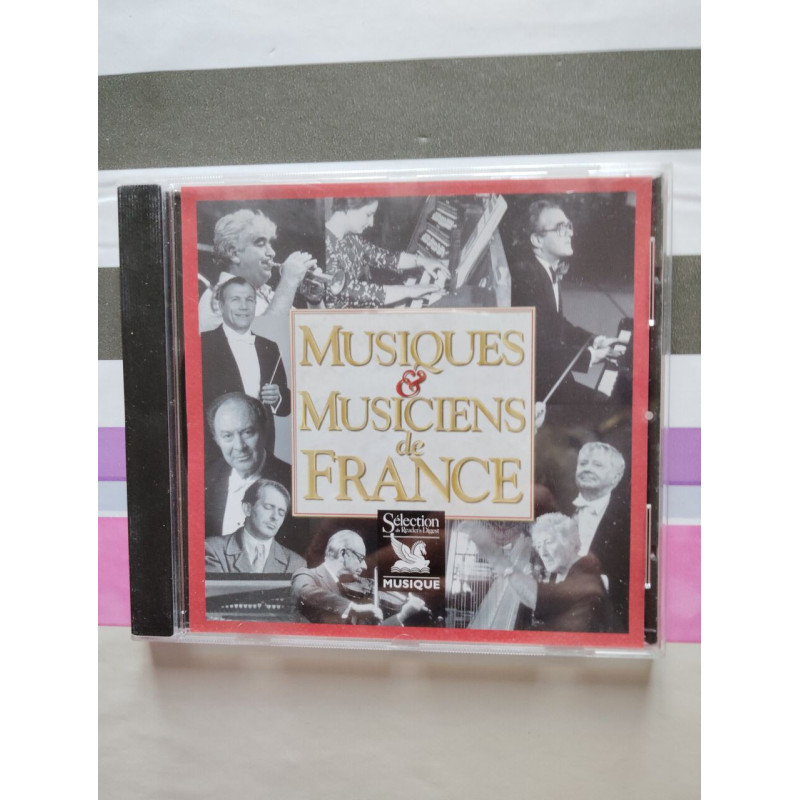 MUSIQUES
&
MUSICIENS
de
FRANCE
Sélection
du Reader's Digest
MUSIQUE